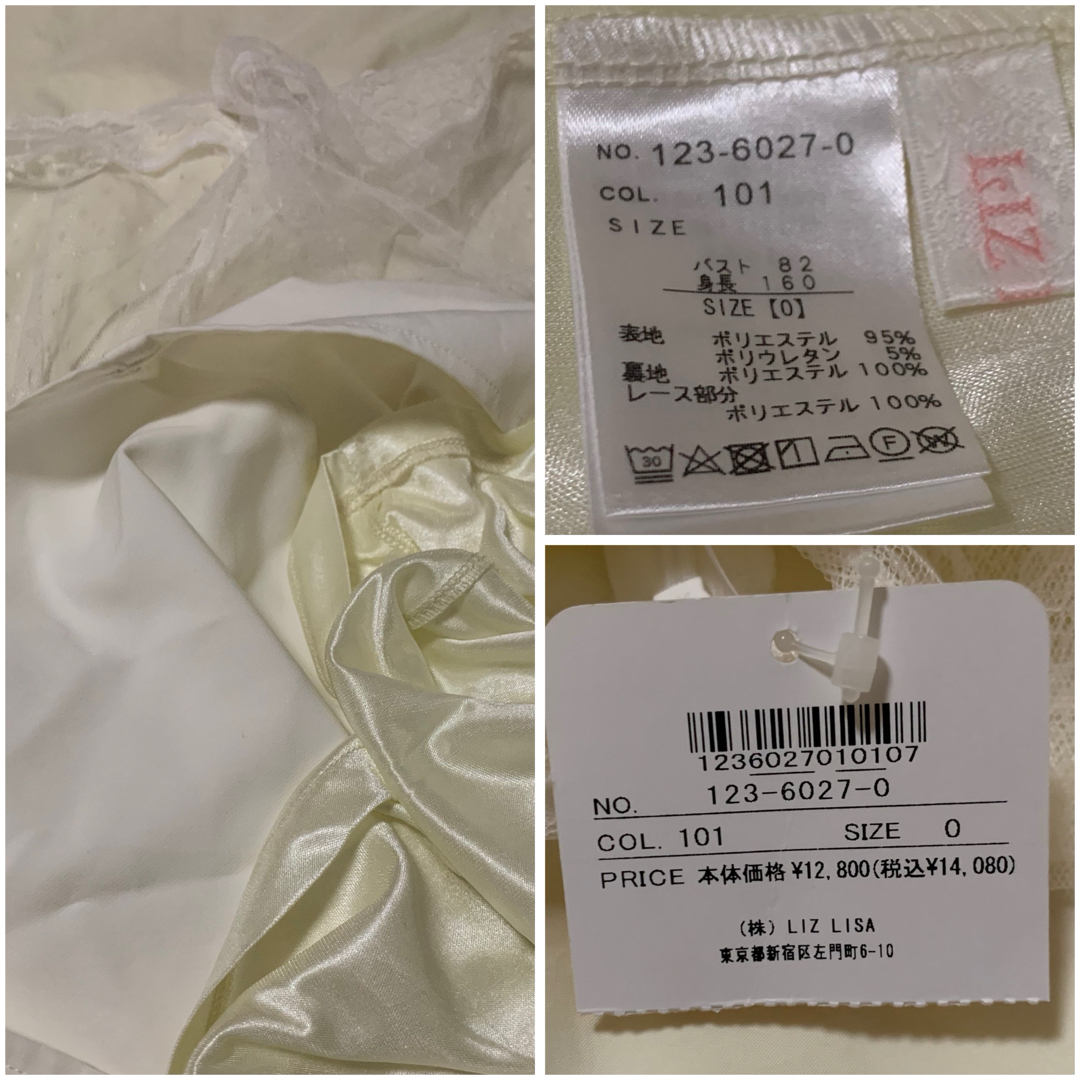 NO. 123-6027-0
COL. 101
SIZE
バスト 82
身長 160
SIZE【0】
表地 ポリエステル 95%
ポリウレタン 5%
裏地 ポリエステル 100%
レース部分
ポリエステル 100%
30
F
W
LIZ
1236027010107
NO. 123-6027-0
COL. 101 SIZE 0
PRICE 本体価格 ¥12,800(税込¥14,080)
(株) LIZ LISA
東京都新宿区左門町6-10